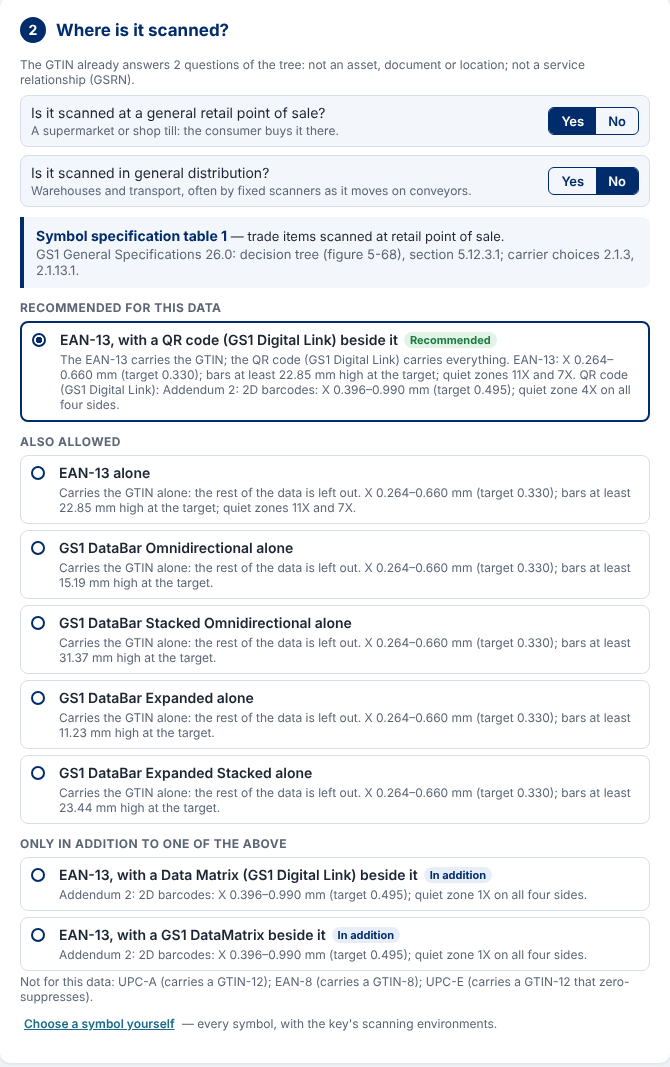 2 Where is it scanned?
The GTIN already answers 2 questions of the tree: not an asset, document or location; not a service
relationship (GSRN).
Is it scanned at a general retail point of sale?
A supermarket or shop till: the consumer buys it there.
Yes No
Is it scanned in general distribution?
Warehouses and transport, often by fixed scanners as it moves on conveyors.
Yes No
Symbol specification table 1 — trade items scanned at retail point of sale.
GS1 General Specifications 26.0: decision tree (figure 5-68), section 5.12.3.1; carrier choices 2.1.3,
2.1.13.1.
RECOMMENDED FOR THIS DATA
EAN-13, with a QR code (GS1 Digital Link) beside it Recommended
The EAN-13 carries the GTIN; the QR code (GS1 Digital Link) carries everything. EAN-13: X 0.264–
0.660 mm (target 0.330); bars at least 22.85 mm high at the target; quiet zones 11X and 7X. QR code
(GS1 Digital Link): Addendum 2: 2D barcodes: X 0.396–0.990 mm (target 0.495); quiet zone 4X on all
four sides.
ALSO ALLOWED
EAN-13 alone
Carries the GTIN alone: the rest of the data is left out. X 0.264–0.660 mm (target 0.330); bars at least
22.85 mm high at the target; quiet zones 11X and 7X.
GS1 DataBar Omnidirectional alone
Carries the GTIN alone: the rest of the data is left out. X 0.264–0.660 mm (target 0.330); bars at least
15.19 mm high at the target.
GS1 DataBar Stacked Omnidirectional alone
Carries the GTIN alone: the rest of the data is left out. X 0.264–0.660 mm (target 0.330); bars at least
31.37 mm high at the target.
GS1 DataBar Expanded alone
Carries the GTIN alone: the rest of the data is left out. X 0.264–0.660 mm (target 0.330); bars at least
11.23 mm high at the target.
GS1 DataBar Expanded Stacked alone
Carries the GTIN alone: the rest of the data is left out. X 0.264–0.660 mm (target 0.330); bars at least
23.44 mm high at the target.
ONLY IN ADDITION TO ONE OF THE ABOVE
EAN-13, with a Data Matrix (GS1 Digital Link) beside it In addition
Addendum 2: 2D barcodes: X 0.396–0.990 mm (target 0.495); quiet zone 1X on all four sides.
EAN-13, with a GS1 DataMatrix beside it In addition
Addendum 2: 2D barcodes: X 0.396–0.990 mm (target 0.495); quiet zone 1X on all four sides.
Not for this data: UPC-A (carries a GTIN-12); EAN-8 (carries a GTIN-8); UPC-E (carries a GTIN-12 that zero-
suppresses).
Choose a symbol yourself — every symbol, with the key's scanning environments.